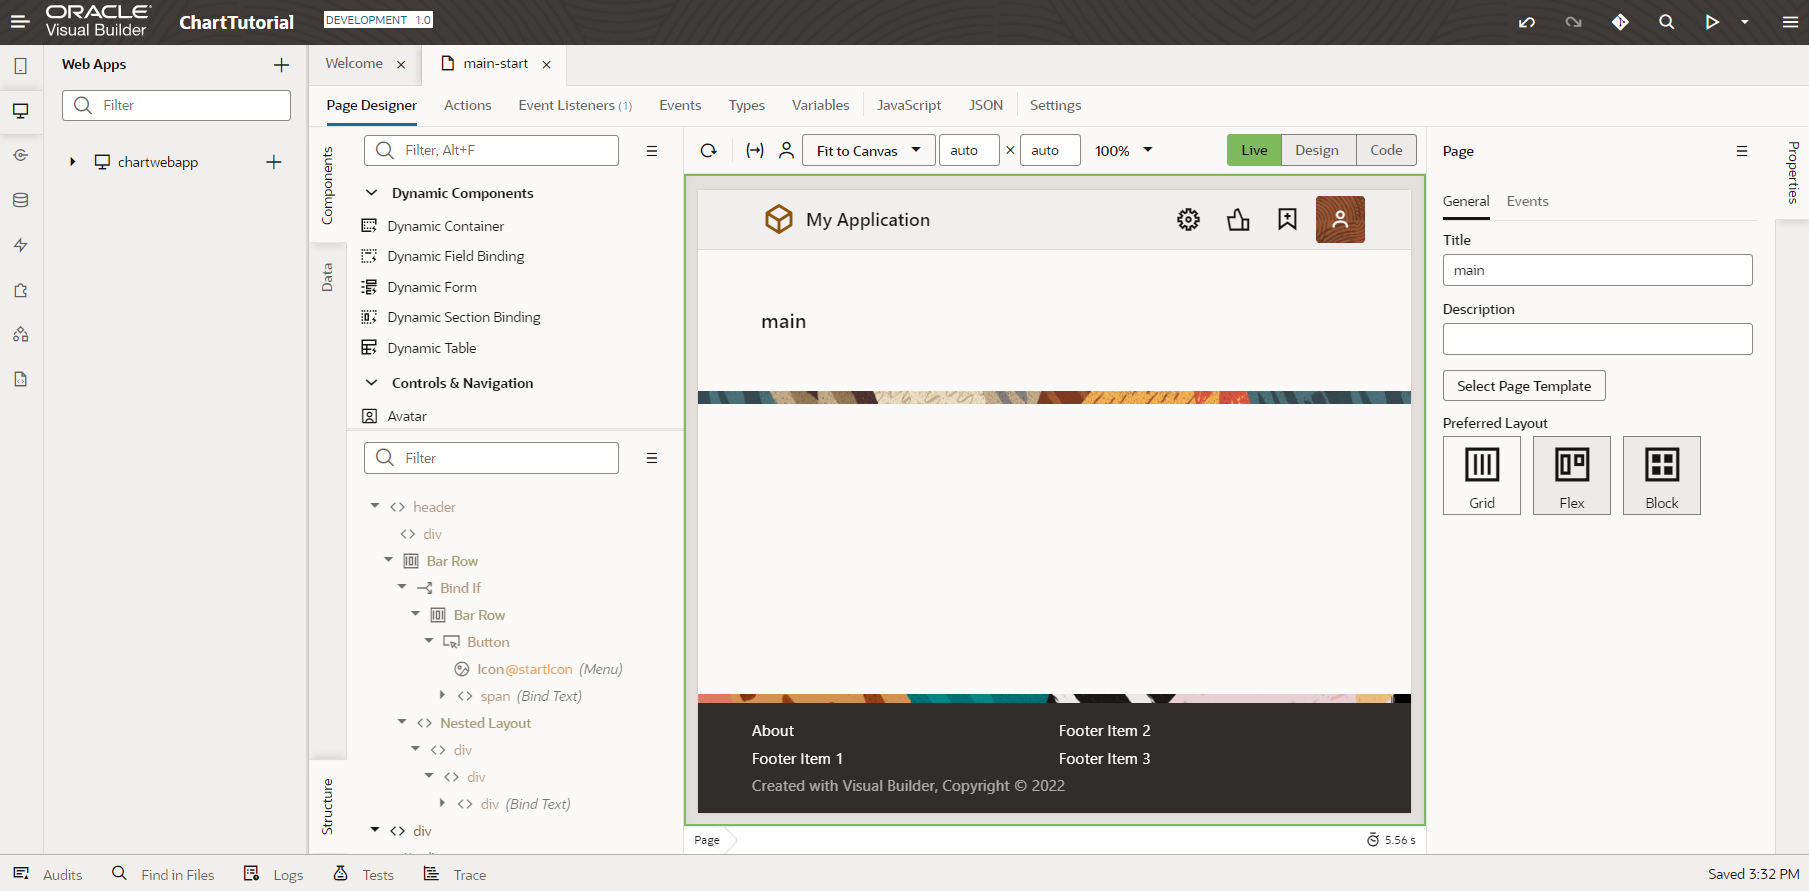 ORACLE
Visual Builder
ChartTutorial
DEVELOPMENT 1.0
Web Apps
Filter
chartwebapp
Welcome
main-start
Page Designer
Actions
Event Listeners (1)
Events
Types
Variables
JavaScript
JSON
Settings
Components
Data
Structure
Filter, Alt+F
Dynamic Components
Dynamic Container
Dynamic Field Binding
Dynamic Form
Dynamic Section Binding
Dynamic Table
Controls & Navigation
Avatar
Filter
header
div
Bar Row
Bind If
Bar Row
Button
Icon@startIcon (Menu)
span (Bind Text)
Nested Layout
div
div
div (Bind Text)
div
Fit to Canvas
auto × auto
100%
Live
Design
Code
My Application
main
About
Footer Item 2
Footer Item 1
Footer Item 3
Created with Visual Builder, Copyright © 2022
Page
5.56 s
Page
Properties
General
Events
Title
main
Description
Select Page Template
Preferred Layout
Grid
Flex
Block
Audits
Find in Files
Logs
Tests
Trace
Saved 3:32 PM